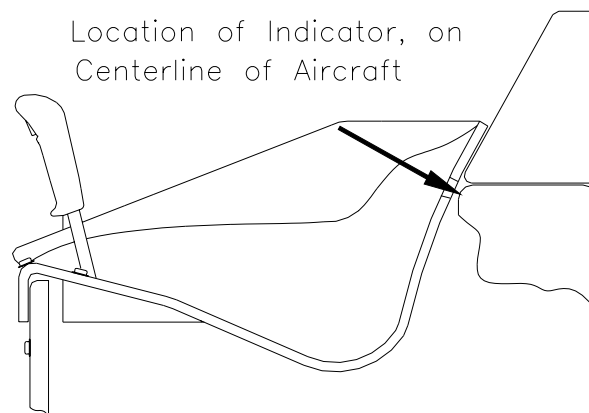 Location of Indicator, on
Centerline of Aircraft